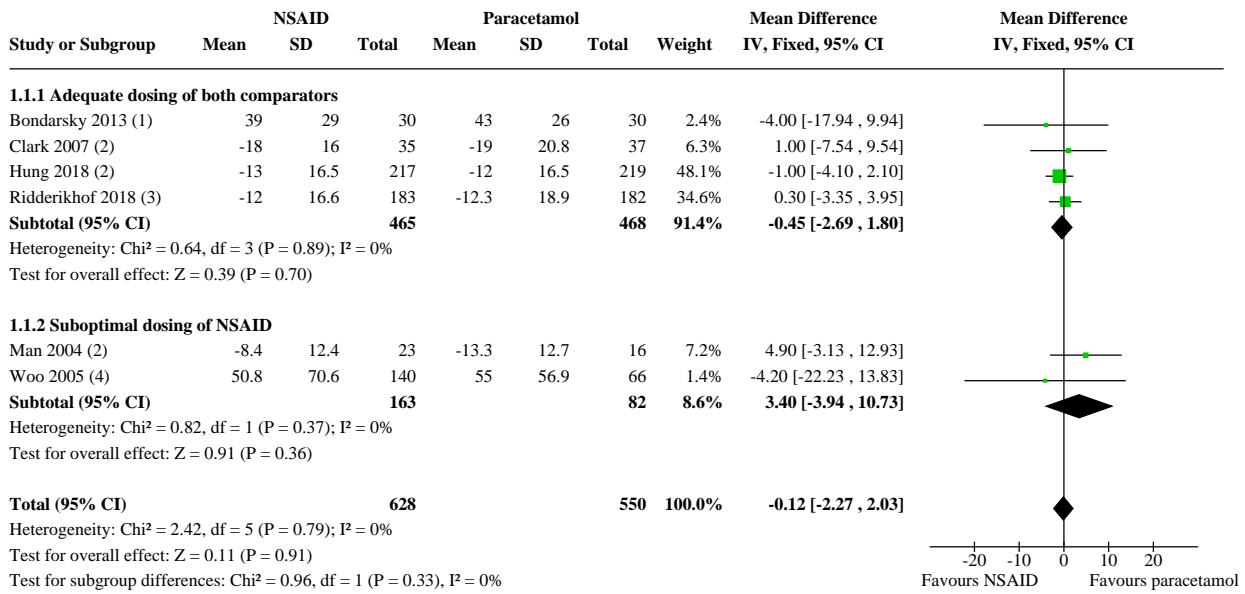 NSAID Paracetamol Mean Difference Mean Difference
Study or Subgroup Mean SD Total Mean SD Total Weight IV, Fixed, 95% CI IV, Fixed, 95% CI
1.1.1 Adequate dosing of both comparators
Bondarsky 2013 (1) 39 29 30 43 26 30 2.4% -4.00 [-17.94 , 9.94]
Clark 2007 (2) -18 16 35 -19 20.8 37 6.3% 1.00 [-7.54 , 9.54]
Hung 2018 (2) -13 16.5 217 -12 16.5 219 48.1% -1.00 [-4.10 , 2.10]
Ridderikhof 2018 (3) -12 16.6 183 -12.3 18.9 182 34.6% 0.30 [-3.35 , 3.95]
Subtotal (95% CI) 465 468 91.4% -0.45 [-2.69 , 1.80]
Heterogeneity: Chi² = 0.64, df = 3 (P = 0.89); I² = 0%
Test for overall effect: Z = 0.39 (P = 0.70)
1.1.2 Suboptimal dosing of NSAID
Man 2004 (2) -8.4 12.4 23 -13.3 12.7 16 7.2% 4.90 [-3.13 , 12.93]
Woo 2005 (4) 50.8 70.6 140 55 56.9 66 1.4% -4.20 [-22.23 , 13.83]
Subtotal (95% CI) 163 82 8.6% 3.40 [-3.94 , 10.73]
Heterogeneity: Chi² = 0.82, df = 1 (P = 0.37); I² = 0%
Test for overall effect: Z = 0.91 (P = 0.36)
Total (95% CI) 628 550 100.0% -0.12 [-2.27 , 2.03]
Heterogeneity: Chi² = 2.42, df = 5 (P = 0.79); I² = 0%
Test for overall effect: Z = 0.11 (P = 0.91)
Test for subgroup differences: Chi² = 0.96, df = 1 (P = 0.33), I² = 0%
-20 -10 0 10 20
Favours NSAID Favours paracetamol